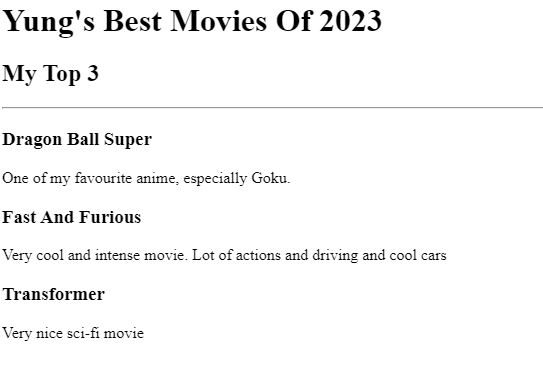 Yung's Best Movies Of 2023
My Top 3
Dragon Ball Super
One of my favourite anime, especially Goku.
Fast And Furious
Very cool and intense movie. Lot of actions and driving and cool cars
Transformer
Very nice sci-fi movie